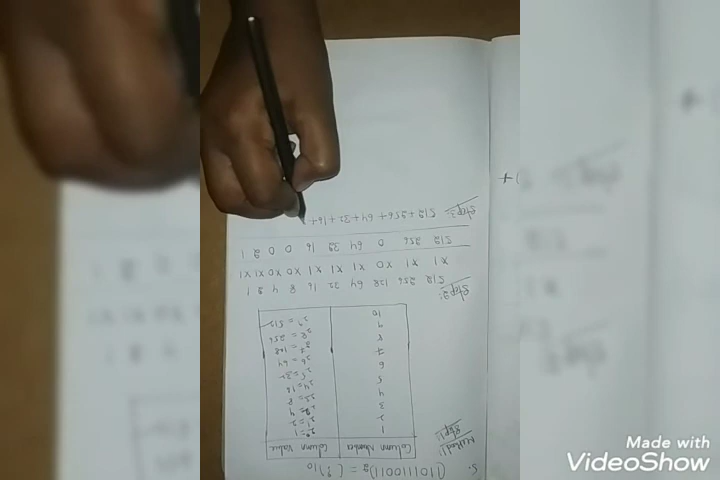 5. (1101110011)₂ = (?)₁₀
Column Number Column Value
Step 1:
1 2⁰ = 1
2 2¹ = 2
3 2² = 4
4 2³ = 8
5 2⁴ = 16
6 2⁵ = 32
7 2⁶ = 64
8 2⁷ = 128
9 2⁸ = 256
10 2⁹ = 512
Step 2:
512 256 128 64 32 16 8 4 2 1
x1 x1 x0 x1 x1 x1 x0 x0 x1 x1
512 256 0 64 32 16 0 0 2 1
Step 3:
512 + 256 + 64 + 32 + 16 +
Made with
VideoShow